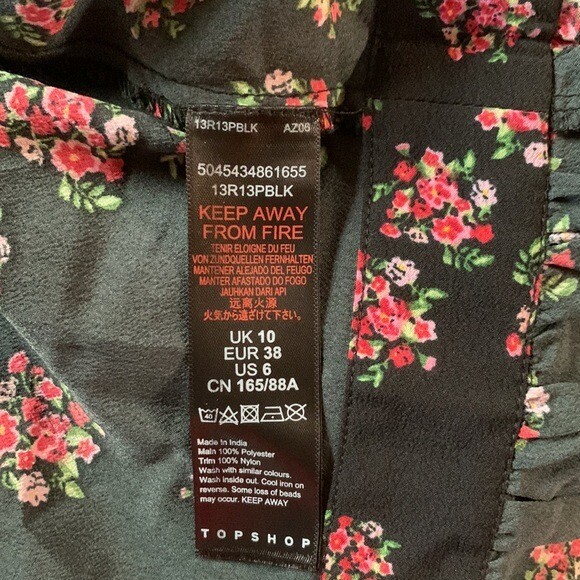 13R13PBLK AZ06
5045434861655
13R13PBLK
KEEP AWAY
FROM FIRE
TENIR ELOIGNE DU FEU
VON ZUNDQUELLEN FERNHALTEN
MANTENER ALEJADO DEL FEUGO
MANTER AFASTADO DO FOGO
JAUHKAN DARI API
远离火源
火気から遠ざけて下さい。
UK 10
EUR 38
US 6
CN 165/88A
40
Made in India
Main 100% Polyester
Trim 100% Nylon
Wash with similar colours.
Wash inside out. Cool iron on
reverse. Some loss of beads
may occur. KEEP AWAY
TOPSHOP